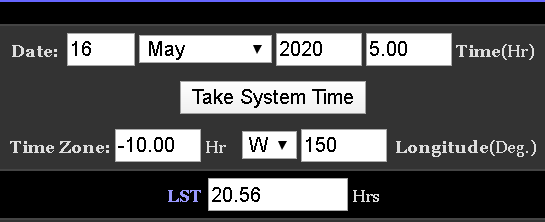 Date: 16 May 2020 5.00 Time(Hr)
Take System Time
Time Zone: -10.00 Hr W 150 Longitude(Deg.)
LST 20.56 Hrs